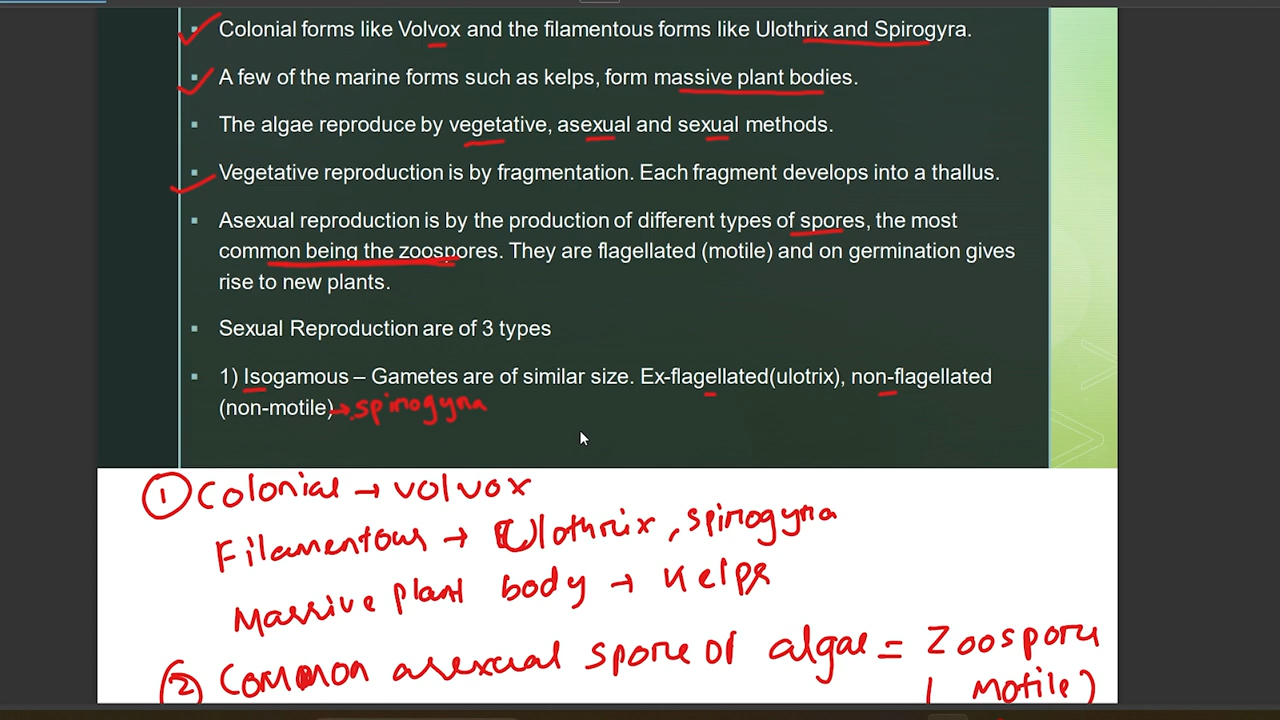 Colonial forms like Volvox and the filamentous forms like Ulothrix and Spirogyra.
A few of the marine forms such as kelps, form massive plant bodies.
The algae reproduce by vegetative, asexual and sexual methods.
Vegetative reproduction is by fragmentation. Each fragment develops into a thallus.
Asexual reproduction is by the production of different types of spores, the most
common being the zoospores. They are flagellated (motile) and on germination gives
rise to new plants.
Sexual Reproduction are of 3 types
1) Isogamous – Gametes are of similar size. Ex-flagellated(ulotrix), non-flagellated
(non-motile)→spirogyra
① Colonial → volvox
Filamentous → Ulothrix, spirogyra
Massive plant body → Kelps
② Common asexual spore of algae = Zoospore
(motile)